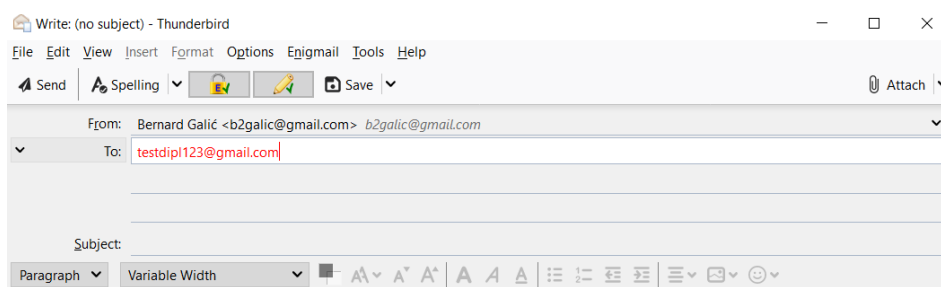 Write: (no subject) - Thunderbird
File Edit View Insert Format Options Enigmail Tools Help
Send Spelling E Save Attach
From: Bernard Galić <b2galic@gmail.com> b2galic@gmail.com
To: testdipl123@gmail.com
Subject:
Paragraph Variable Width